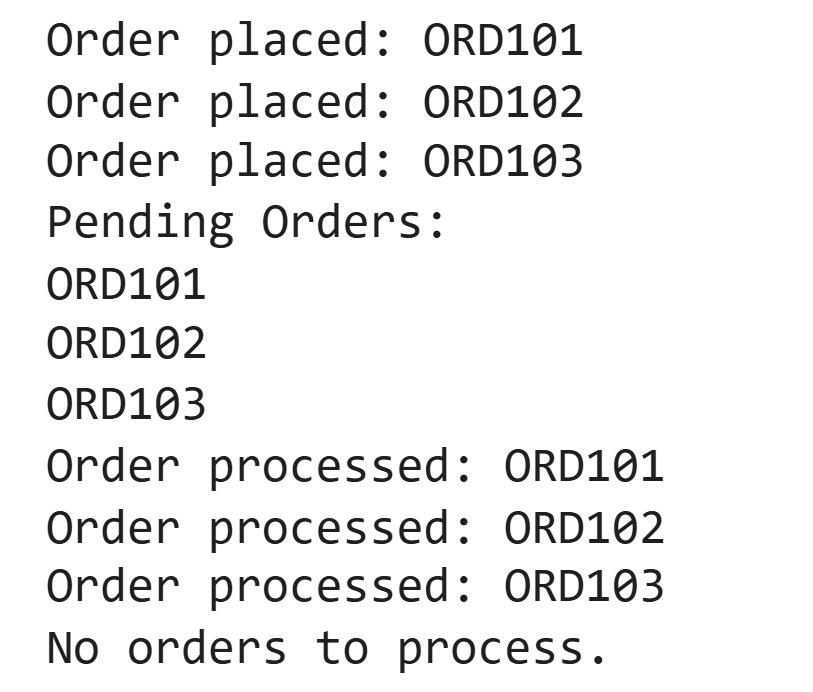 Order placed: ORD101
Order placed: ORD102
Order placed: ORD103
Pending Orders:
ORD101
ORD102
ORD103
Order processed: ORD101
Order processed: ORD102
Order processed: ORD103
No orders to process.